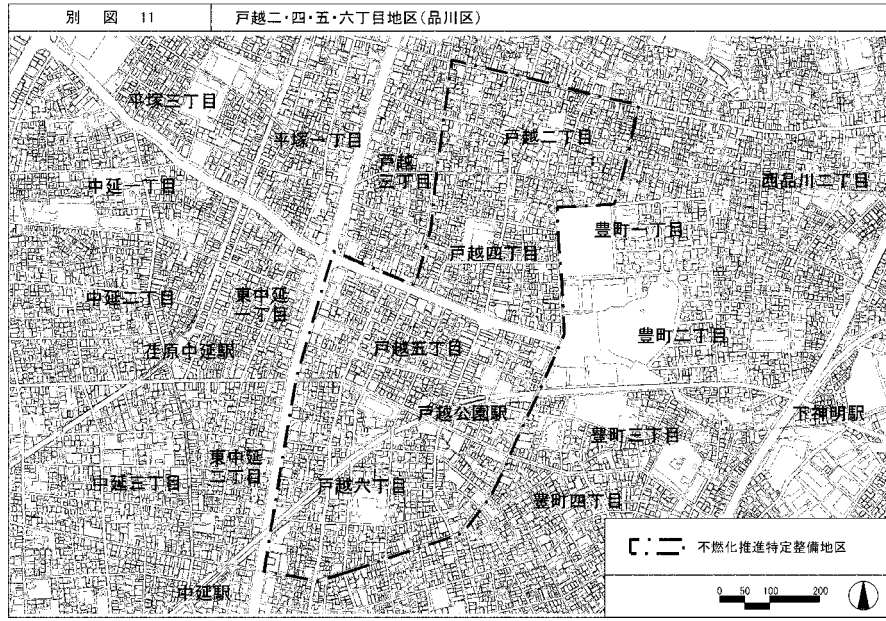 別 図 11
戸越二・四・五・六丁目地区(品川区)
平塚三丁目
平塚一丁目
戸越二丁目
戸越
三丁目
中延一丁目
西品川二丁目
豊町一丁目
戸越四丁目
中延二丁目
東中延
一丁目
荏原中延駅
戸越五丁目
豊町二丁目
戸越公園駅
下神明駅
豊町三丁目
東中延
二丁目
中延三丁目
戸越六丁目
豊町四丁目
中延駅
不燃化推進特定整備地区
0 50 100 200